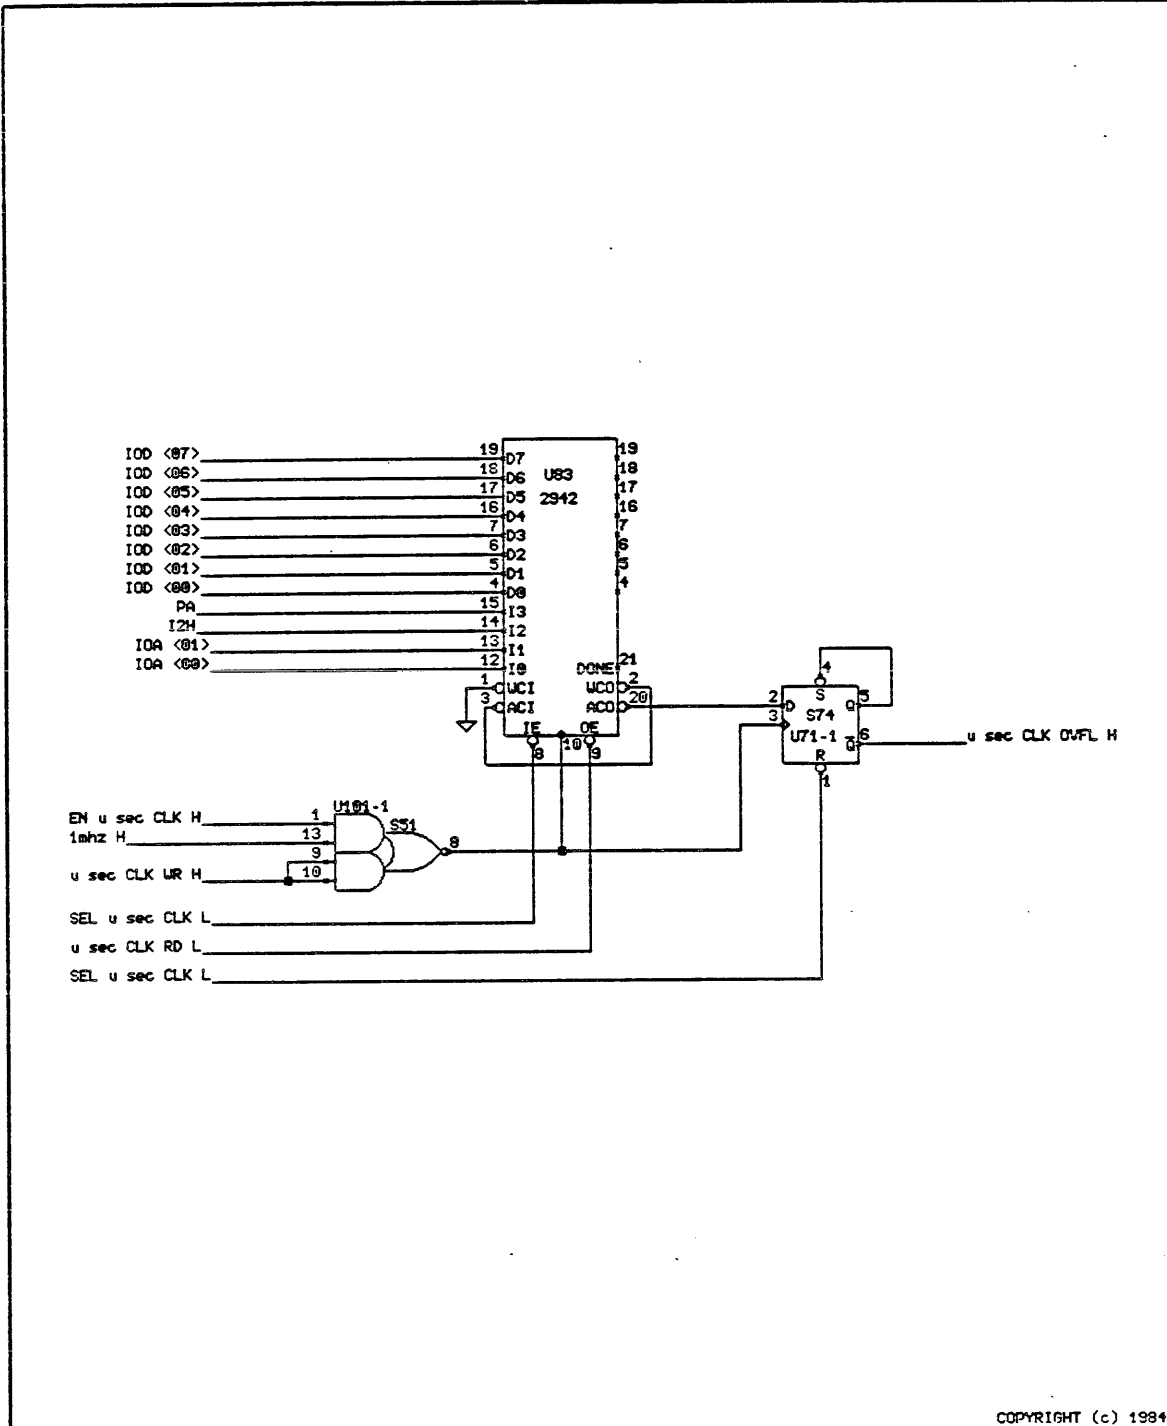 IOD <07> 19 D7 19
IOD <06> 18 D6 U83 18
IOD <05> 17 D5 2942 17
IOD <04> 16 D4 16
IOD <03> 7 D3 7
IOD <02> 6 D2 6
IOD <01> 5 D1 5
IOD <00> 4 D0 4
PA 15 I3
I2H 14 I2
IOA <01> 13 I1
IOA <00> 12 I0 DONE 21
1 WCI WCO 2
3 ACI ACO 20
IE OE
8 10 9
4
S
2 D Q 5
S74
3
U71-1 Q 6 u sec CLK OVFL H
R
1
U101-1
EN u sec CLK H 1 S51
1mhz H 13 8
9
u sec CLK WR H 10
SEL u sec CLK L
u sec CLK RD L
SEL u sec CLK L
COPYRIGHT (c) 1984